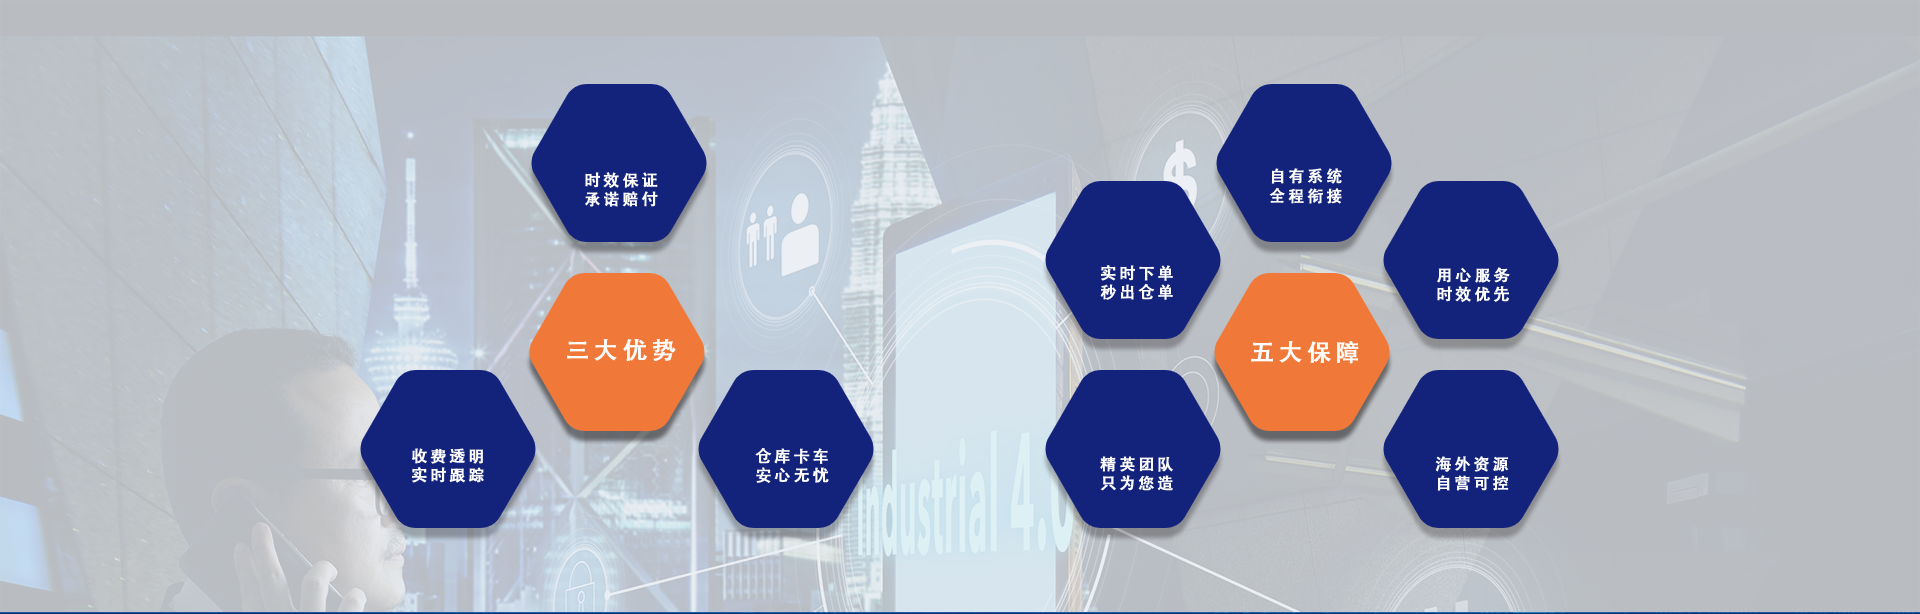 时效保证
承诺赔付
三大优势
收费透明
实时跟踪
仓库卡车
安心无忧
自有系统
全程衔接
实时下单
秒出仓单
用心服务
时效优先
五大保障
精英团队
只为您造
海外资源
自营可控
$
Industrial 4.0